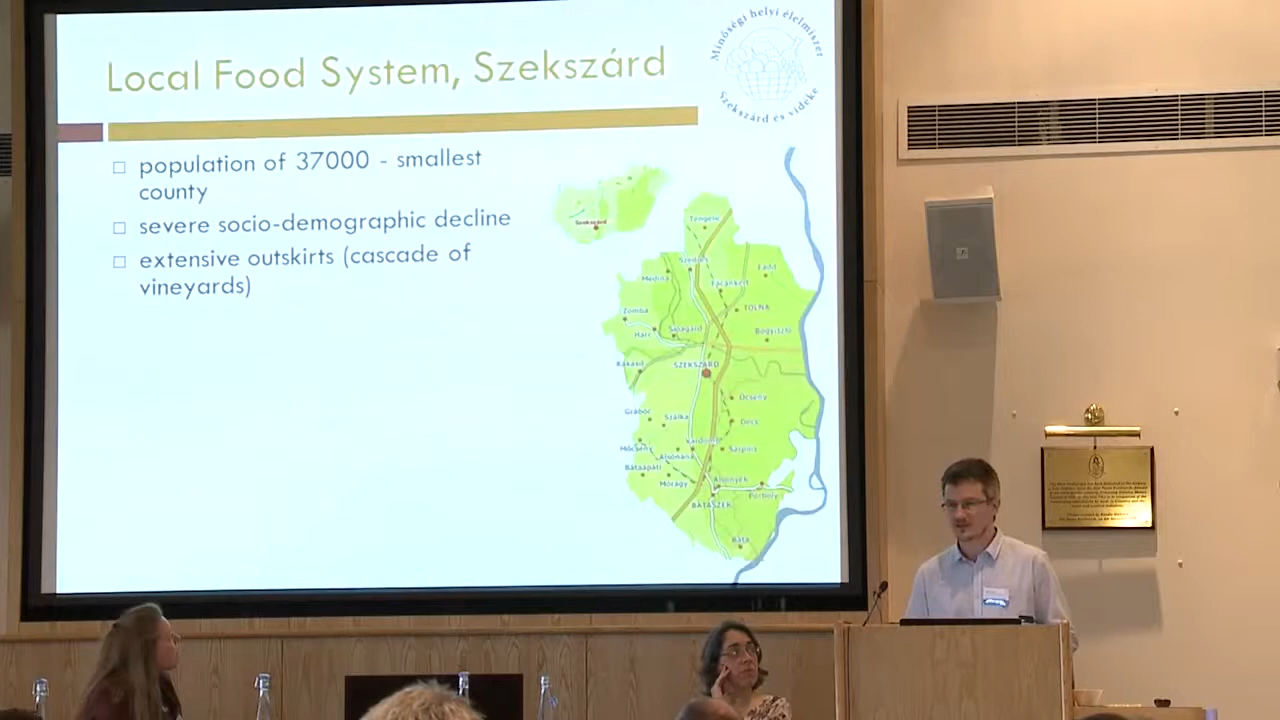 Local Food System, Szekszárd
Minőségi helyi élelmiszer
Szekszárd és vidéke
□ population of 37000 - smallest
county
□ severe socio-demographic decline
□ extensive outskirts (cascade of
vineyards)
Szekszárd
Tengelic
Szedres
Fadd
Medina
Fácánkert
Zomba
TOLNA
Harc
Sióagárd
Bogyiszló
Kakasd
SZEKSZÁRD
Őcsény
Grábóc
Szálka
Decs
Várdomb
Mőcsény
Alsónána
Sárpilis
Bátaapáti
Mórágy
Alsónyék
Pörböly
BÁTASZÉK
Báta